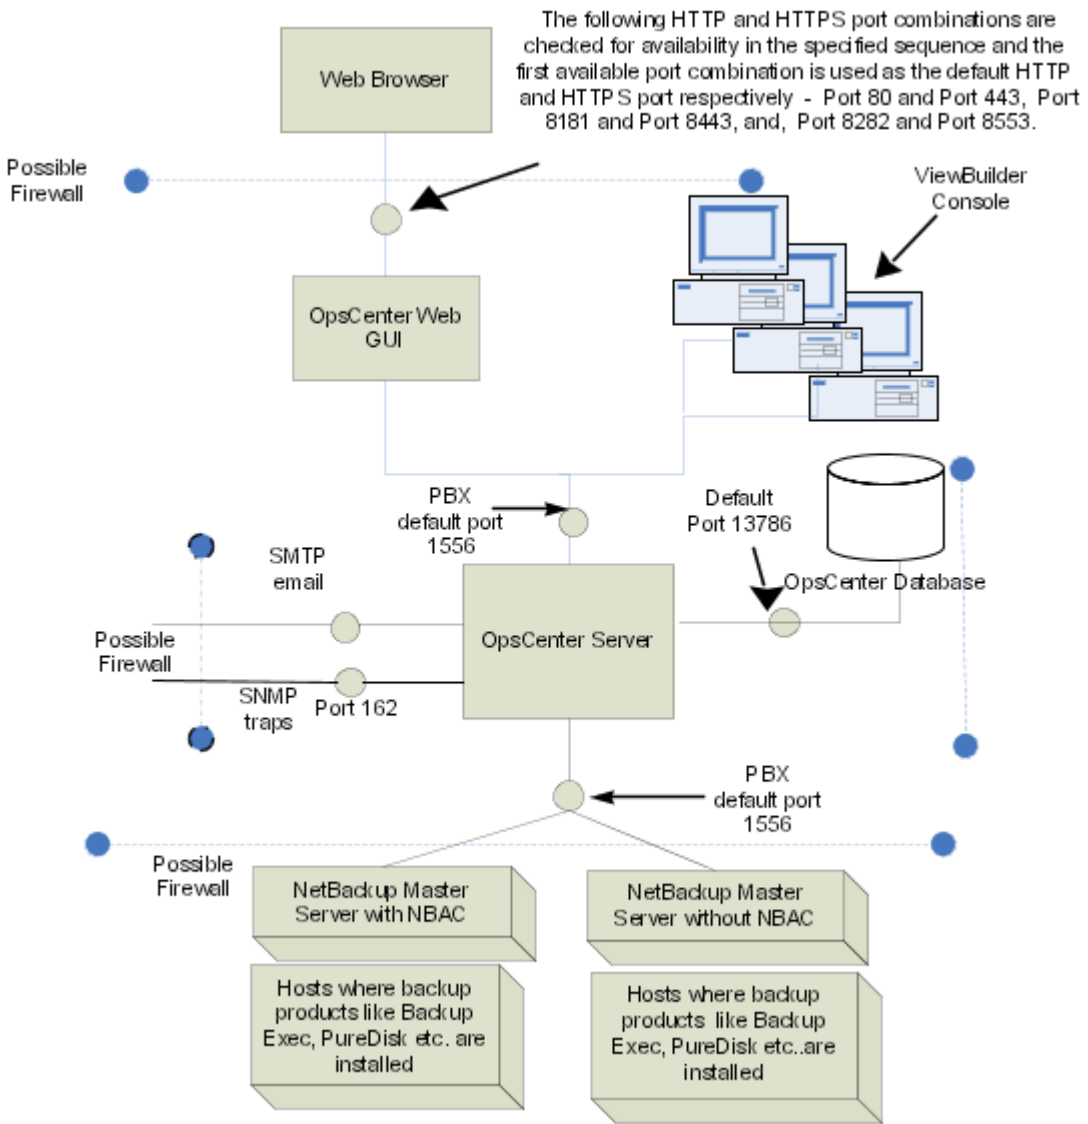 The following HTTP and HTTPS port combinations are
checked for availability in the specified sequence and the
first available port combination is used as the default HTTP
and HTTPS port respectively - Port 80 and Port 443, Port
8181 and Port 8443, and, Port 8282 and Port 8553.
Web Browser
Possible
Firewall
ViewBuilder
Console
OpsCenter Web
GUI
PBX
default port
1556
Default
Port 13786
SMTP
email
OpsCenter Database
OpsCenter Server
Possible
Firewall
SNMP
traps
Port 162
PBX
default port
1556
Possible
Firewall
NetBackup Master
Server with NBAC
NetBackup Master
Server without NBAC
Hosts where backup
products like Backup
Exec, PureDisk etc.. are
installed
Hosts where backup
products like Backup
Exec, PureDisk etc..are
installed